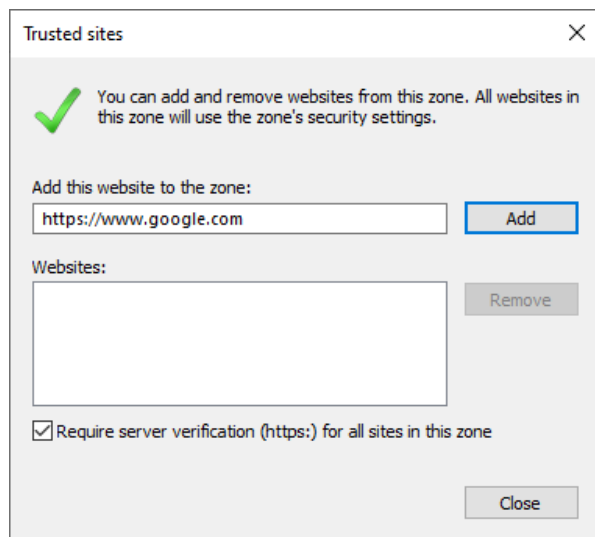 Trusted sites
You can add and remove websites from this zone. All websites in
this zone will use the zone's security settings.
Add this website to the zone:
https://www.google.com
Add
Websites:
Remove
Require server verification (https:) for all sites in this zone
Close